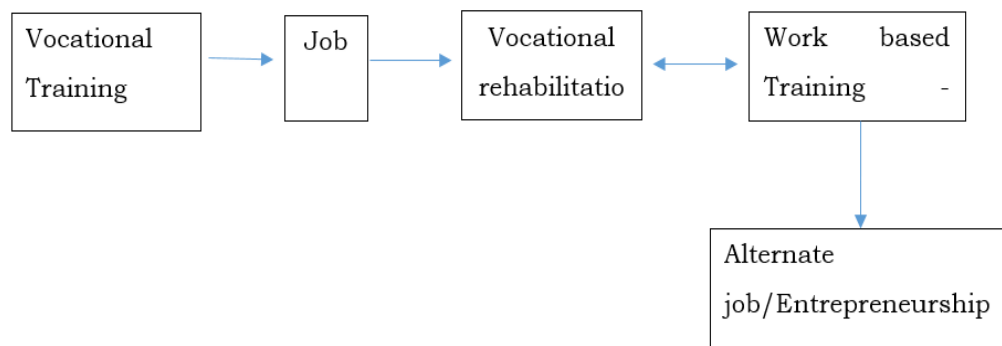 Vocational
Training
Job
Vocational
rehabilitatio
Work based
Training -
Alternate
job/Entrepreneurship